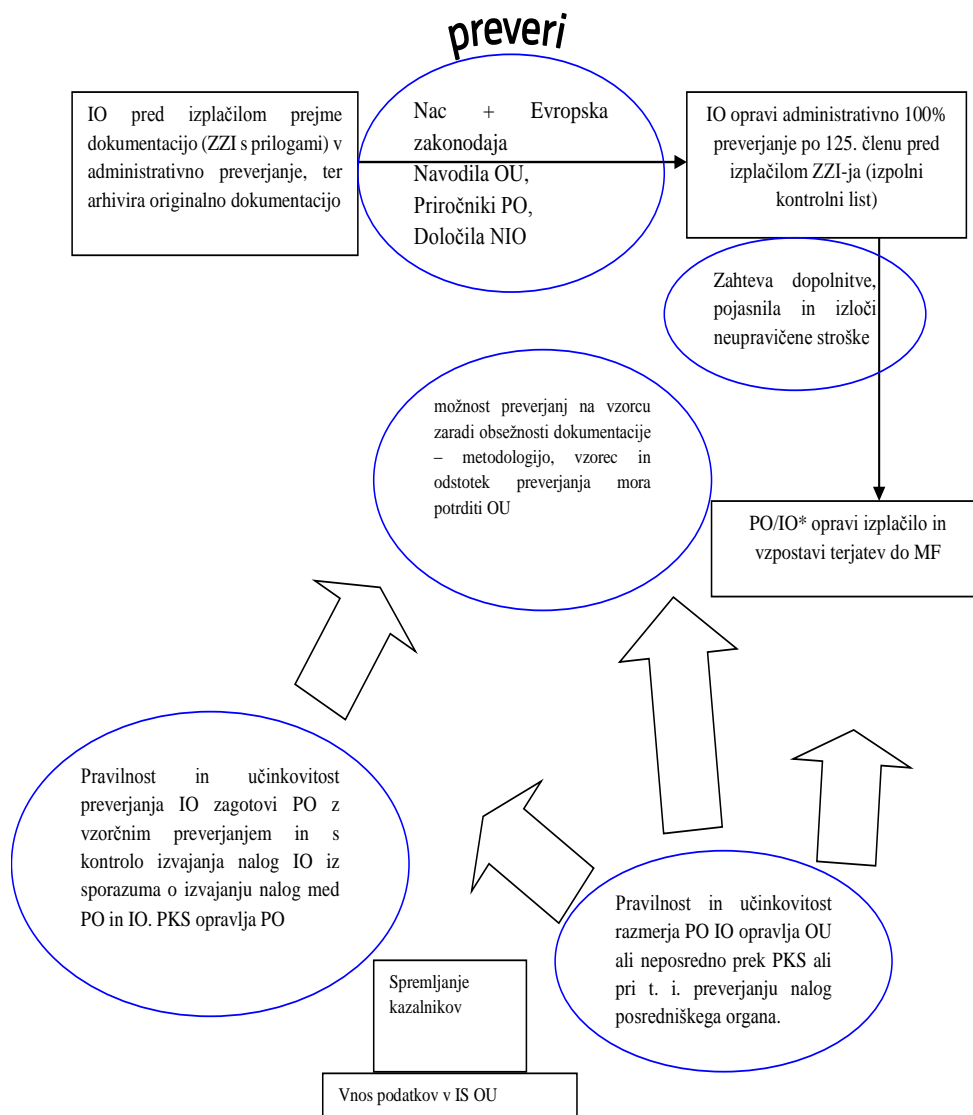 preveri
IO pred izplačilom prejme
dokumentacijo (ZZI s prilogami) v
administrativno preverjanje, ter
arhivira originalno dokumentacijo
Nac + Evropska
zakonodaja
Navodila OU,
Priročniki PO,
Določila NIO
IO opravi administrativno 100%
preverjanje po 125. členu pred
izplačilom ZZI-ja (izpolni
kontrolni list)
Zahteva dopolnitve,
pojasnila in izloči
neupravičene stroške
možnost preverjanj na vzorcu
zaradi obsežnosti dokumentacije
– metodologijo, vzorec in
odstotek preverjanja mora
potrditi OU
PO/IO* opravi izplačilo in
vzpostavi terjatev do MF
Pravilnost in učinkovitost
preverjanja IO zagotovi PO z
vzorčnim preverjanjem in s
kontrolo izvajanja nalog IO iz
sporazuma o izvajanju nalog med
PO in IO. PKS opravlja PO
Pravilnost in učinkovitost
razmerja PO IO opravlja OU
ali neposredno prek PKS ali
pri t. i. preverjanju nalog
posredniškega organa.
Spremljanje
kazalnikov
Vnos podatkov v IS OU